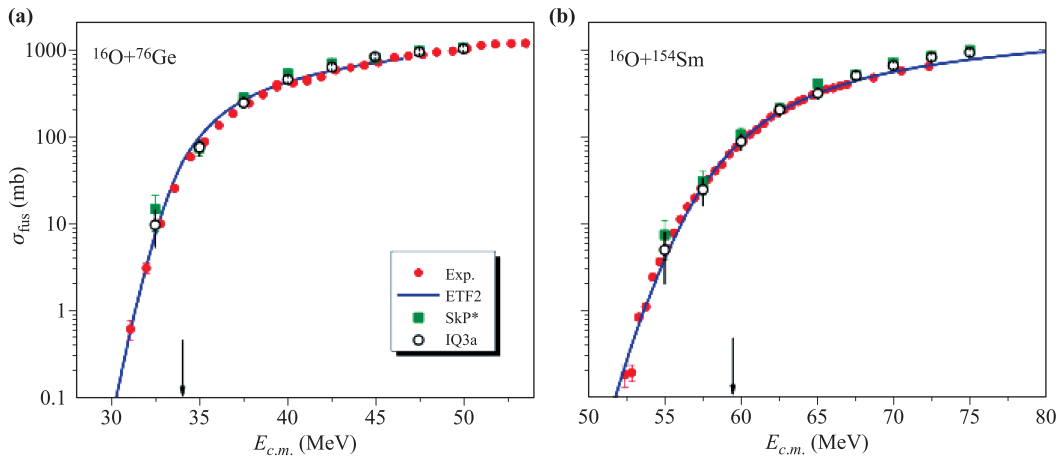 (a)
¹⁶O+⁷⁶Ge
1000
100
10
1
0.1
σfus (mb)
30 35 40 45 50
Ec.m. (MeV)
Exp.
ETF2
SkP*
IQ3a
(b)
¹⁶O+¹⁵⁴Sm
50 55 60 65 70 75 80
Ec.m. (MeV)